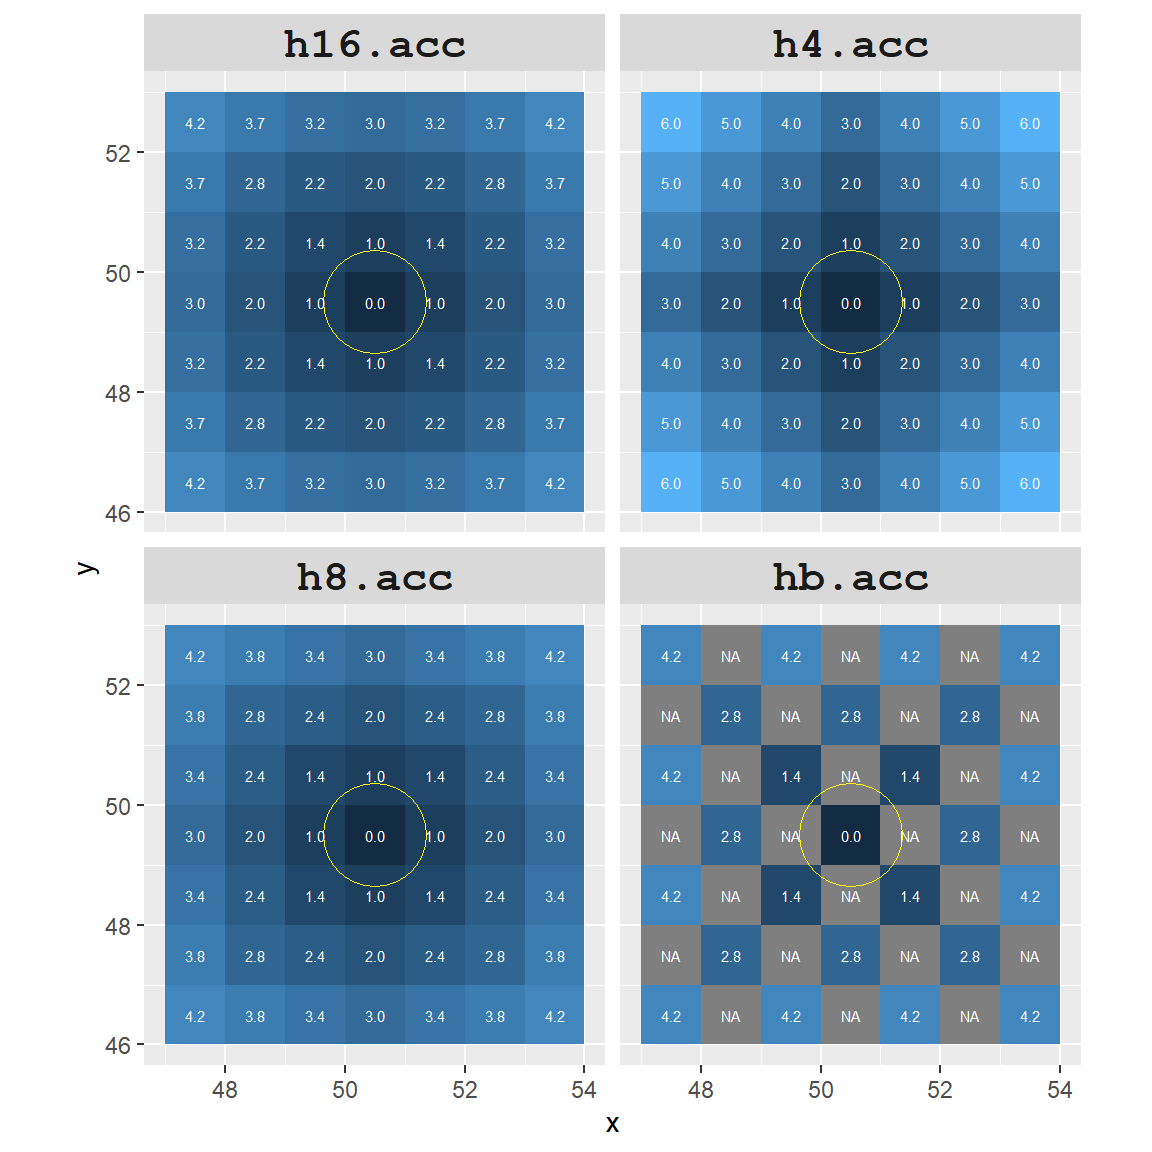 h16.acc h4.acc
4.2 3.7 3.2 3.0 3.2 3.7 4.2 6.0 5.0 4.0 3.0 4.0 5.0 6.0
52
3.7 2.8 2.2 2.0 2.2 2.8 3.7 5.0 4.0 3.0 2.0 3.0 4.0 5.0
3.2 2.2 1.4 1.0 1.4 2.2 3.2 4.0 3.0 2.0 1.0 2.0 3.0 4.0
50
3.0 2.0 1.0 0.0 1.0 2.0 3.0 3.0 2.0 1.0 0.0 1.0 2.0 3.0
3.2 2.2 1.4 1.0 1.4 2.2 3.2 4.0 3.0 2.0 1.0 2.0 3.0 4.0
48
3.7 2.8 2.2 2.0 2.2 2.8 3.7 5.0 4.0 3.0 2.0 3.0 4.0 5.0
4.2 3.7 3.2 3.0 3.2 3.7 4.2 6.0 5.0 4.0 3.0 4.0 5.0 6.0
46
y
h8.acc hb.acc
4.2 3.8 3.4 3.0 3.4 3.8 4.2 4.2 NA 4.2 NA 4.2 NA 4.2
52
3.8 2.8 2.4 2.0 2.4 2.8 3.8 NA 2.8 NA 2.8 NA 2.8 NA
3.4 2.4 1.4 1.0 1.4 2.4 3.4 4.2 NA 1.4 NA 1.4 NA 4.2
50
3.0 2.0 1.0 0.0 1.0 2.0 3.0 NA 2.8 NA 0.0 NA 2.8 NA
3.4 2.4 1.4 1.0 1.4 2.4 3.4 4.2 NA 1.4 NA 1.4 NA 4.2
48
3.8 2.8 2.4 2.0 2.4 2.8 3.8 NA 2.8 NA 2.8 NA 2.8 NA
4.2 3.8 3.4 3.0 3.4 3.8 4.2 4.2 NA 4.2 NA 4.2 NA 4.2
46
48 50 52 54 48 50 52 54
x